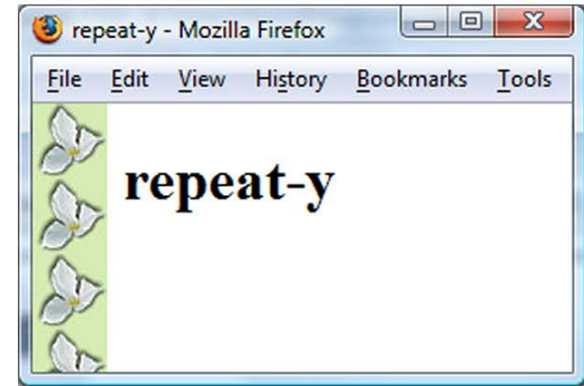 repeat-y - Mozilla Firefox
File Edit View History Bookmarks Tools
repeat-y